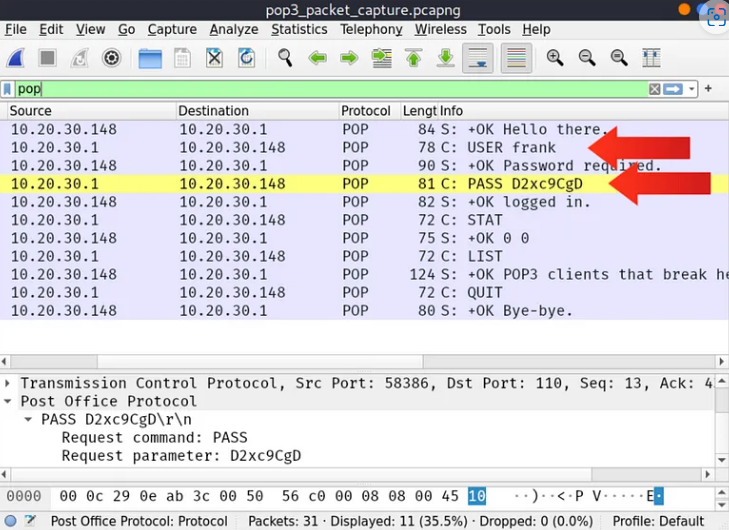 pop3_packet_capture.pcapng
File Edit View Go Capture Analyze Statistics Telephony Wireless Tools Help
pop
Source Destination Protocol Lengt Info
10.20.30.148 10.20.30.1 POP 84 S: +OK Hello there.
10.20.30.1 10.20.30.148 POP 78 C: USER frank
10.20.30.148 10.20.30.1 POP 90 S: +OK Password required.
10.20.30.1 10.20.30.148 POP 81 C: PASS D2xc9CgD
10.20.30.148 10.20.30.1 POP 82 S: +OK logged in.
10.20.30.1 10.20.30.148 POP 72 C: STAT
10.20.30.148 10.20.30.1 POP 75 S: +OK 0 0
10.20.30.1 10.20.30.148 POP 72 C: LIST
10.20.30.148 10.20.30.1 POP 124 S: +OK POP3 clients that break he
10.20.30.1 10.20.30.148 POP 72 C: QUIT
10.20.30.148 10.20.30.1 POP 80 S: +OK Bye-bye.
Transmission Control Protocol, Src Port: 58386, Dst Port: 110, Seq: 13, Ack: 4
Post Office Protocol
PASS D2xc9CgD\r\n
Request command: PASS
Request parameter: D2xc9CgD
0000 00 0c 29 0e ab 3c 00 50 56 c0 00 08 08 00 45 10 ··)··<·P V·····E·
Post Office Protocol: Protocol Packets: 31 · Displayed: 11 (35.5%) · Dropped: 0 (0.0%) Profile: Default